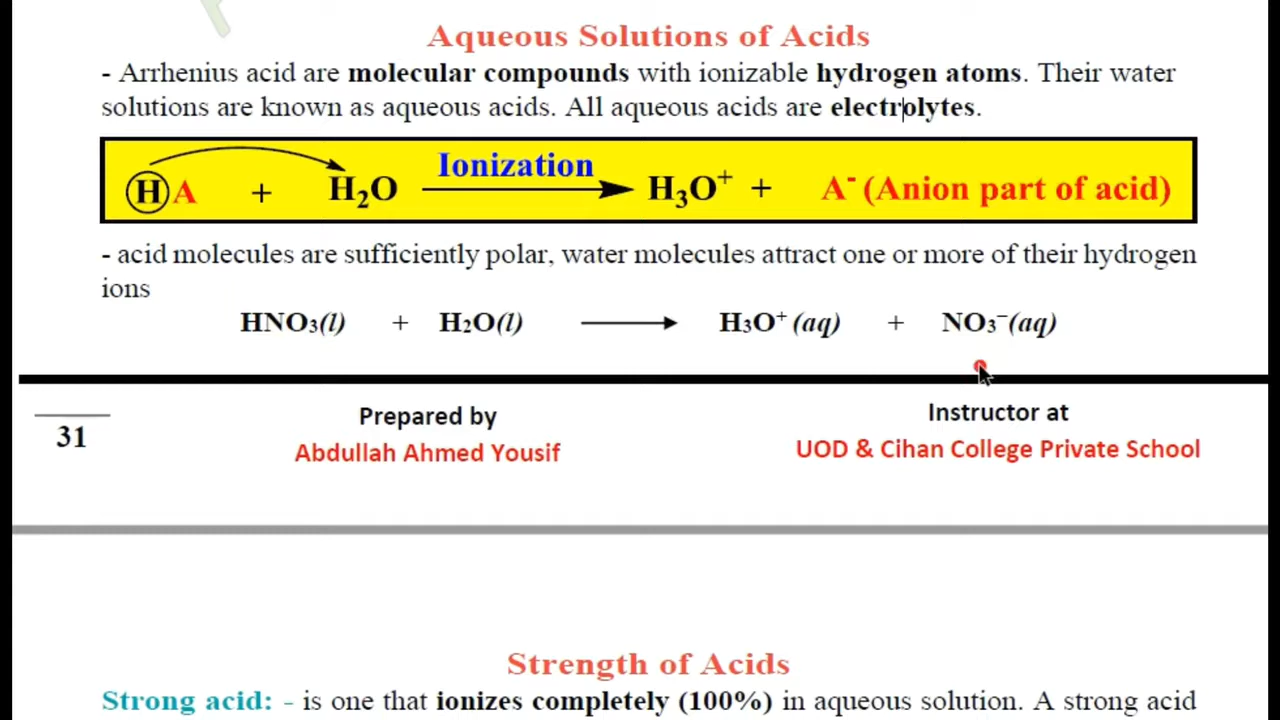 Aqueous Solutions of Acids
- Arrhenius acid are molecular compounds with ionizable hydrogen atoms. Their water
solutions are known as aqueous acids. All aqueous acids are electrolytes.
HA + H₂O Ionization → H₃O⁺ + A⁻ (Anion part of acid)
- acid molecules are sufficiently polar, water molecules attract one or more of their hydrogen
ions
HNO₃(l) + H₂O(l) → H₃O⁺ (aq) + NO₃⁻(aq)
31
Prepared by
Abdullah Ahmed Yousif
Instructor at
UOD & Cihan College Private School
Strength of Acids
Strong acid: - is one that ionizes completely (100%) in aqueous solution. A strong acid